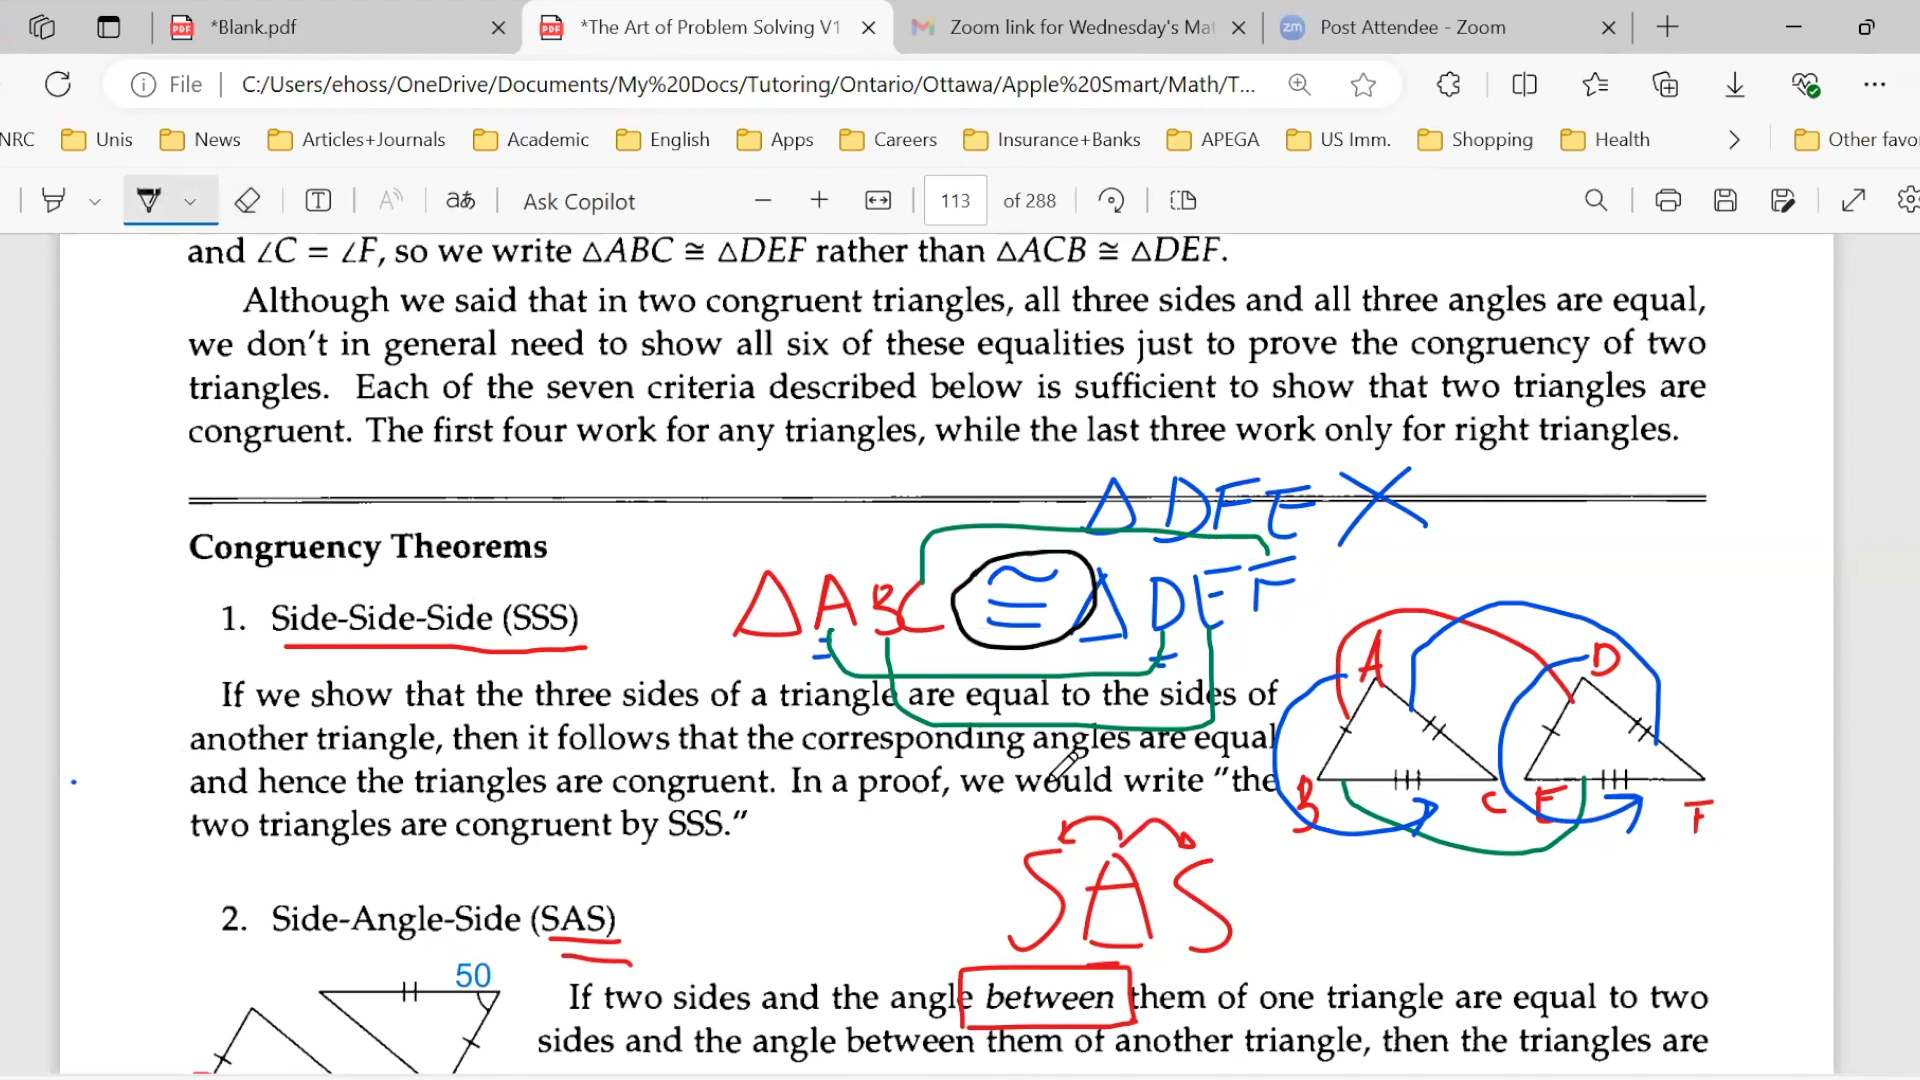 *Blank.pdf
*The Art of Problem Solving V1
Zoom link for Wednesday's Mat
zm Post Attendee - Zoom
File C:/Users/ehoss/OneDrive/Documents/My%20Docs/Tutoring/Ontario/Ottawa/Apple%20Smart/Math/T...
NRC Unis News Articles+Journals Academic English Apps Careers Insurance+Banks APEGA US Imm. Shopping Health Other favo
Ask Copilot 113 of 288
and ∠C = ∠F, so we write △ABC ≅ △DEF rather than △ACB ≅ △DEF.
Although we said that in two congruent triangles, all three sides and all three angles are equal,
we don't in general need to show all six of these equalities just to prove the congruency of two
triangles. Each of the seven criteria described below is sufficient to show that two triangles are
congruent. The first four work for any triangles, while the last three work only for right triangles.
△ DFE X
Congruency Theorems
△ABC ≅ △DEF
1. Side-Side-Side (SSS)
A D
If we show that the three sides of a triangle are equal to the sides of
another triangle, then it follows that the corresponding angles are equal
and hence the triangles are congruent. In a proof, we would write "the
two triangles are congruent by SSS."
B C E F
SAS
2. Side-Angle-Side (SAS)
50
If two sides and the angle between them of one triangle are equal to two
sides and the angle between them of another triangle, then the triangles are